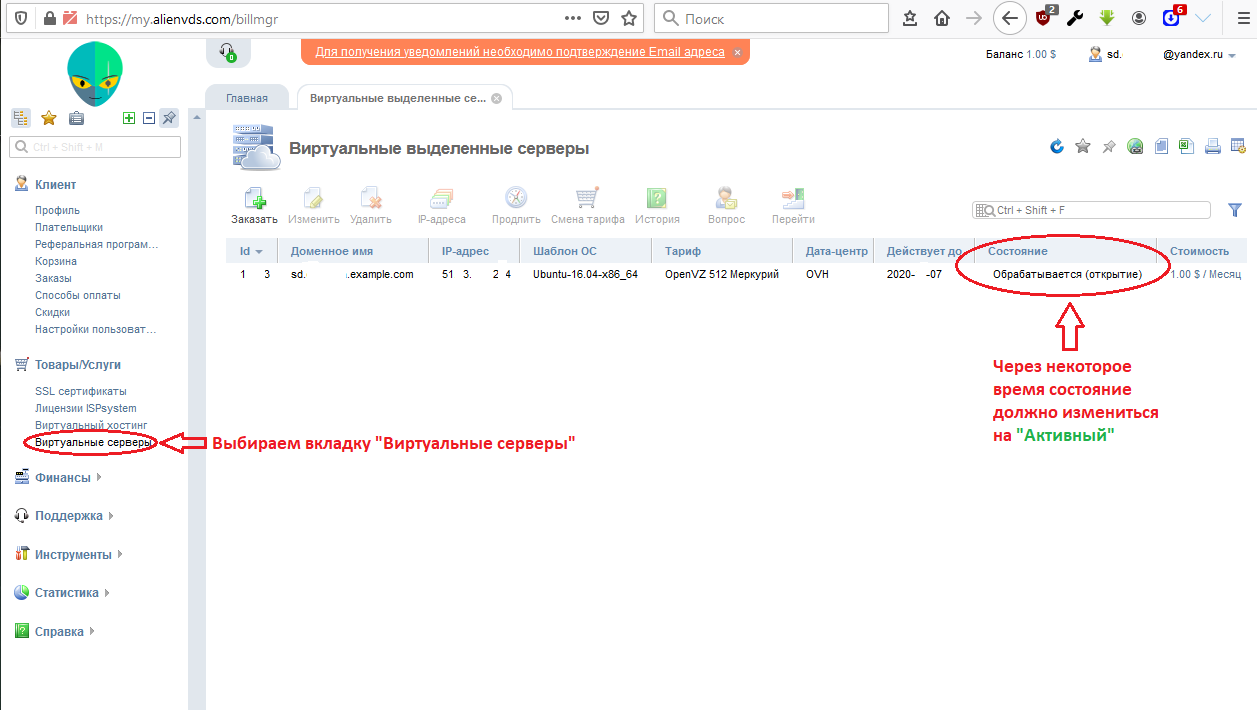 https://my.alienvds.com/billmgr
Поиск
2
6
0
Для получения уведомлений необходимо подтверждение Email адреса ×
Баланс 1.00 $
sd.
@yandex.ru
Главная
Виртуальные выделенные се...
Ctrl + Shift + M
Виртуальные выделенные серверы
Клиент
Профиль
Плательщики
Реферальная програм...
Корзина
Заказы
Способы оплаты
Скидки
Настройки пользоват...
Товары/Услуги
SSL сертификаты
Лицензии ISPsystem
Виртуальный хостинг
Виртуальные серверы
Финансы
Поддержка
Инструменты
Статистика
Справка
Заказать Изменить Удалить IP-адреса Продлить Смена тарифа История Вопрос Перейти
Ctrl + Shift + F
Id Доменное имя IP-адрес Шаблон ОС Тариф Дата-центр Действует до Состояние Стоимость
1 3 sd. .example.com 51 3. 2 4 Ubuntu-16.04-x86_64 OpenVZ 512 Меркурий OVH 2020- -07 Обрабатывается (открытие) 1.00 $ / Месяц
Через некоторое
время состояние
должно измениться
на "Активный"
Выбираем вкладку "Виртуальные серверы"